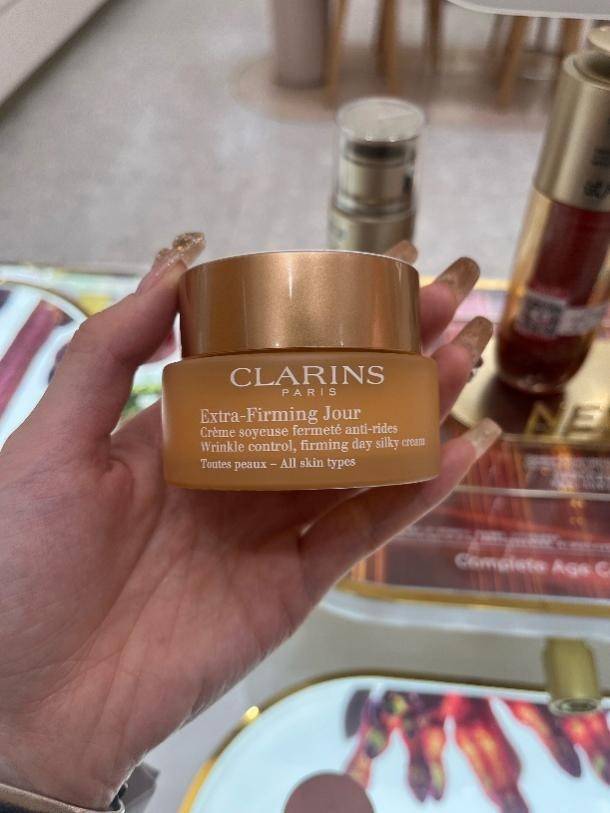 CLARINS
PARIS
Extra-Firming Jour
Crème soyeuse fermeté anti-rides
Wrinkle control, firming day silky cream
Toutes peaux – All skin types
NE
Complete Age C